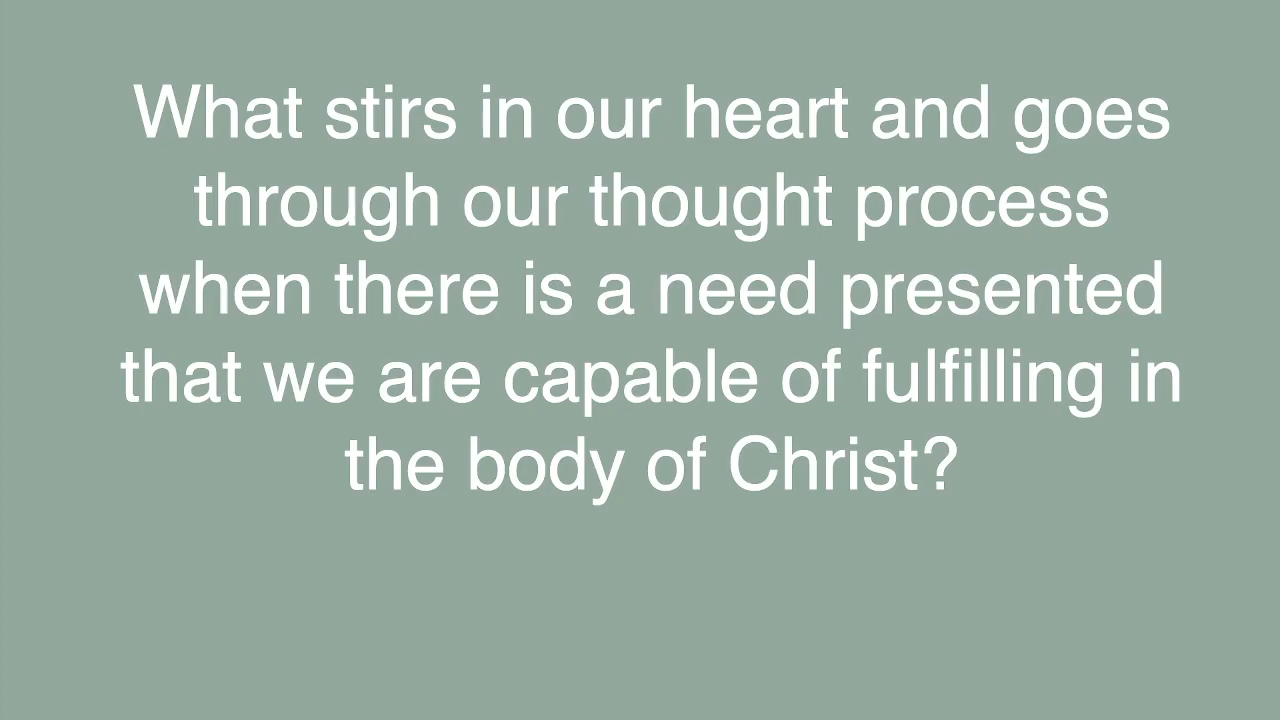 What stirs in our heart and goes
through our thought process
when there is a need presented
that we are capable of fulfilling in
the body of Christ?